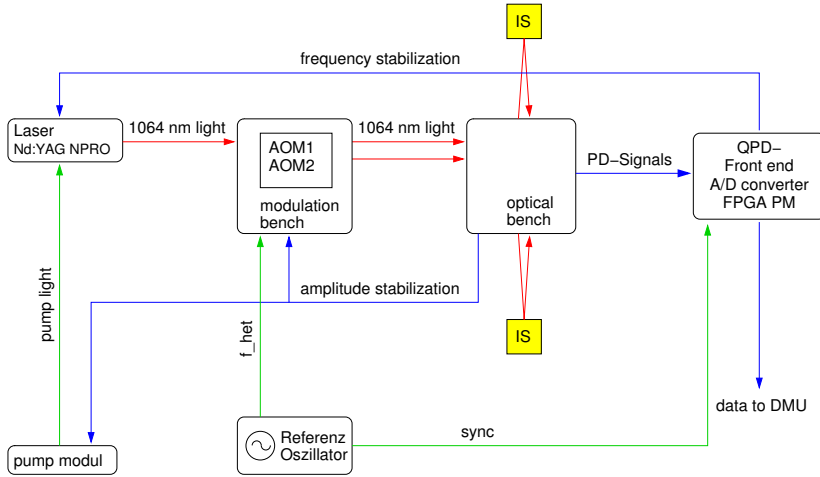 IS
frequency stabilization
Laser
Nd:YAG NPRO
1064 nm light
AOM1
AOM2
modulation
bench
1064 nm light
optical
bench
PD−Signals
QPD−
Front end
A/D converter
FPGA PM
pump light
amplitude stabilization
f_het
IS
data to DMU
pump modul
Referenz
Oszillator
sync